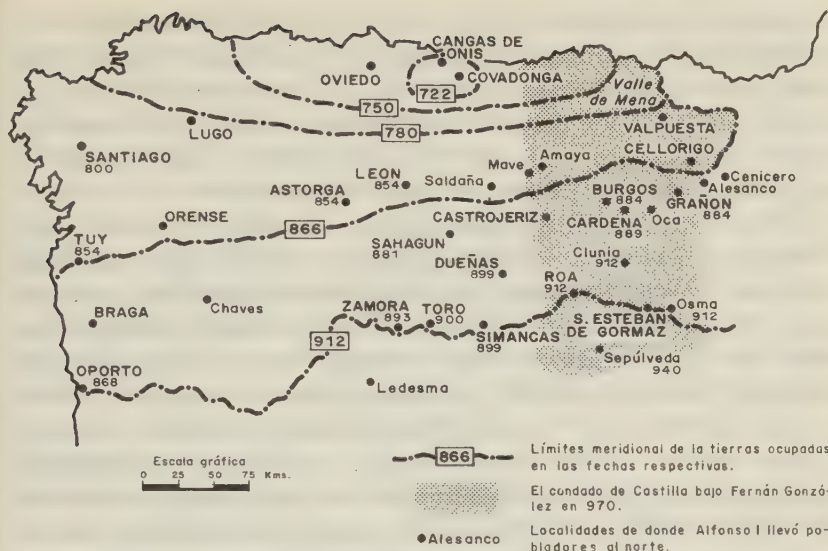 CANGAS DE
ONIS
OVIEDO
COVADONGA
722
Valle
de Mena
750
780
LUGO
VALPUESTA
CELLORIGO
SANTIAGO
800
Mave
Amaya
LEON
854
Saldaña
Cenicero
Alesanco
ASTORGA
854
BURGOS
884
GRAÑON
884
ORENSE
866
CASTROJERIZ
CARDENA
889
Oca
TUY
854
SAHAGUN
881
DUEÑAS
899
Clunia
912
ROA
912
BRAGA
Chaves
ZAMORA
893
TORO
900
SIMANCAS
899
S. ESTEBAN
DE GORMAZ
Osma
912
912
OPORTO
868
Ledesma
Sepúlveda
940
Escala gráfica
0 25 50 75 Kms.
866
Límites meridional de la tierras ocupadas
en las fechas respectivas.
El condado de Castilla bajo Fernán Gonzá-
lez en 970.
Alesanco
Localidades de donde Alfonso I llevó po-
bladores al norte.